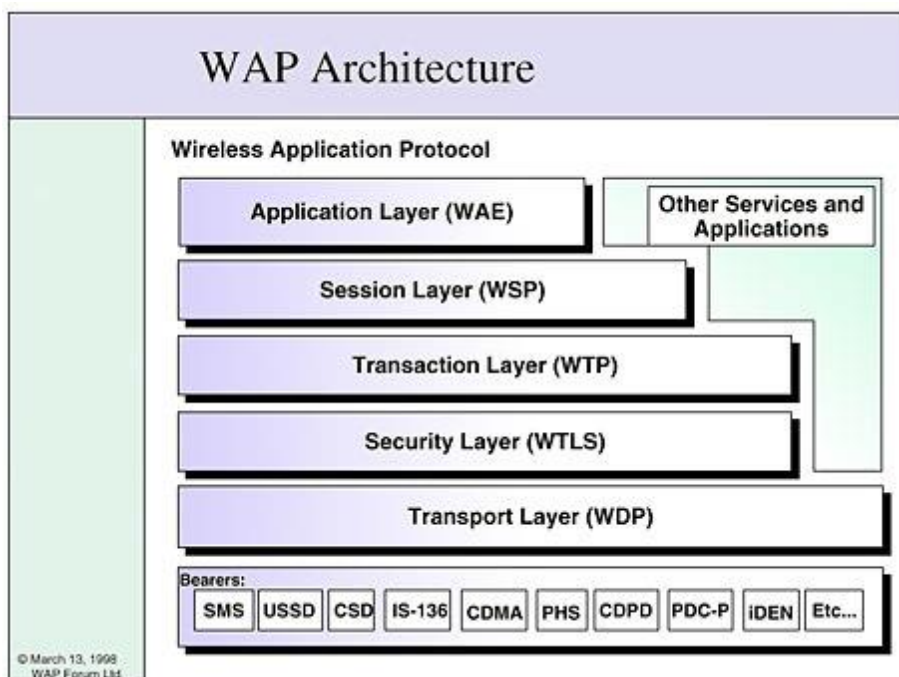 WAP Architecture
Wireless Application Protocol
Application Layer (WAE)
Other Services and
Applications
Session Layer (WSP)
Transaction Layer (WTP)
Security Layer (WTLS)
Transport Layer (WDP)
Bearers:
SMS USSD CSD IS-136 CDMA PHS CDPD PDC-P iDEN Etc...
© March 13, 1998
WAP Forum Ltd.